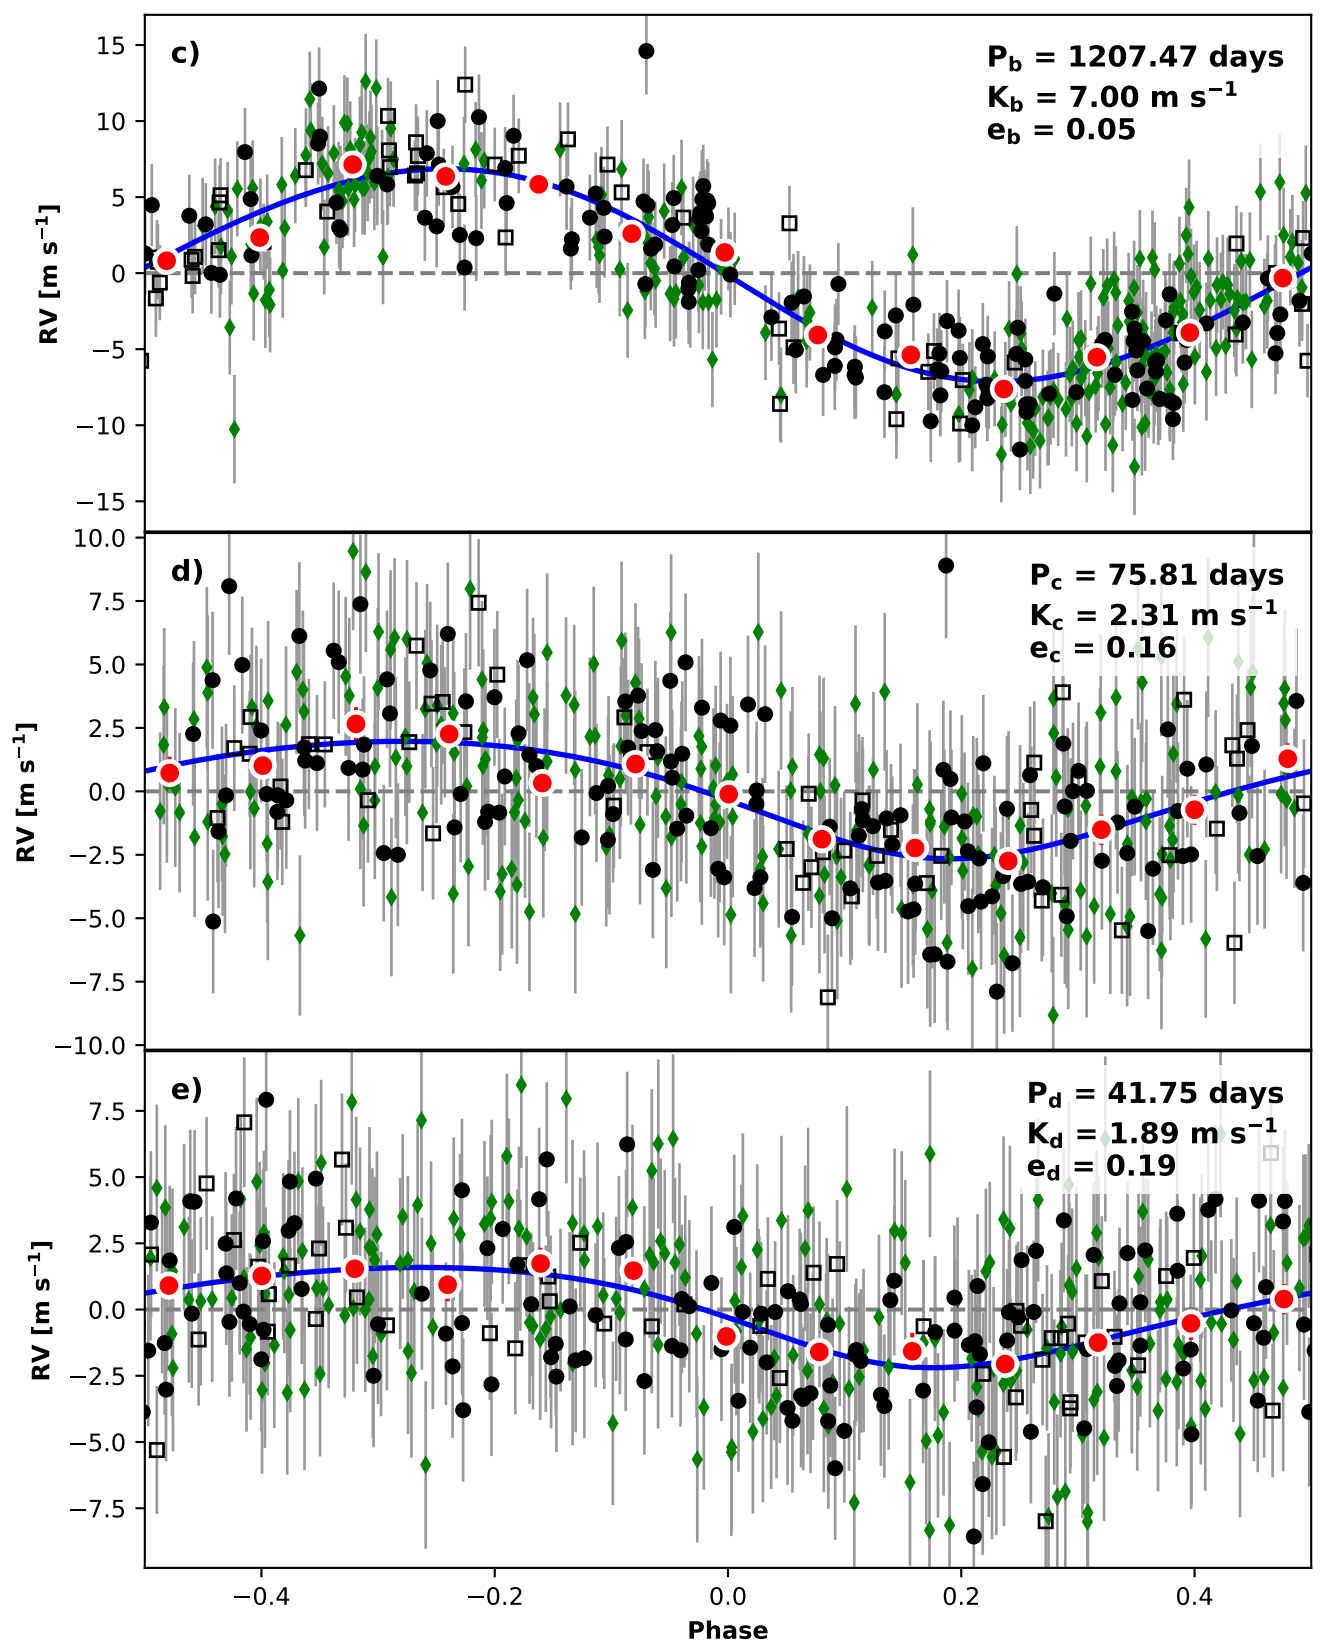 c)
P_b = 1207.47 days
K_b = 7.00 m s⁻¹
e_b = 0.05
15
10
5
0
−5
−10
−15
RV [m s⁻¹]
d)
P_c = 75.81 days
K_c = 2.31 m s⁻¹
e_c = 0.16
10.0
7.5
5.0
2.5
0.0
−2.5
−5.0
−7.5
−10.0
RV [m s⁻¹]
e)
P_d = 41.75 days
K_d = 1.89 m s⁻¹
e_d = 0.19
7.5
5.0
2.5
0.0
−2.5
−5.0
−7.5
RV [m s⁻¹]
−0.4 −0.2 0.0 0.2 0.4
Phase